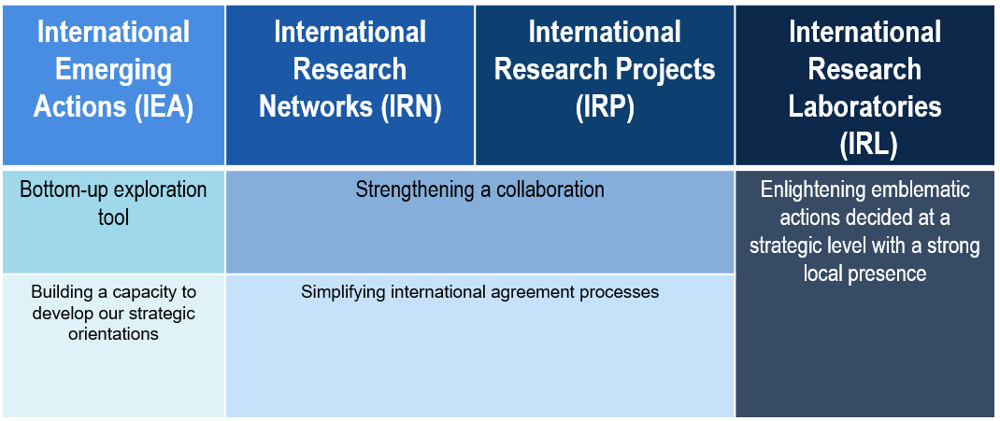 International
Emerging
Actions (IEA)
International
Research
Networks (IRN)
International
Research Projects
(IRP)
International
Research
Laboratories
(IRL)
Bottom-up exploration
tool
Strengthening a collaboration
Enlightening emblematic
actions decided at a
strategic level with a strong
local presence
Building a capacity to
develop our strategic
orientations
Simplifying international agreement processes